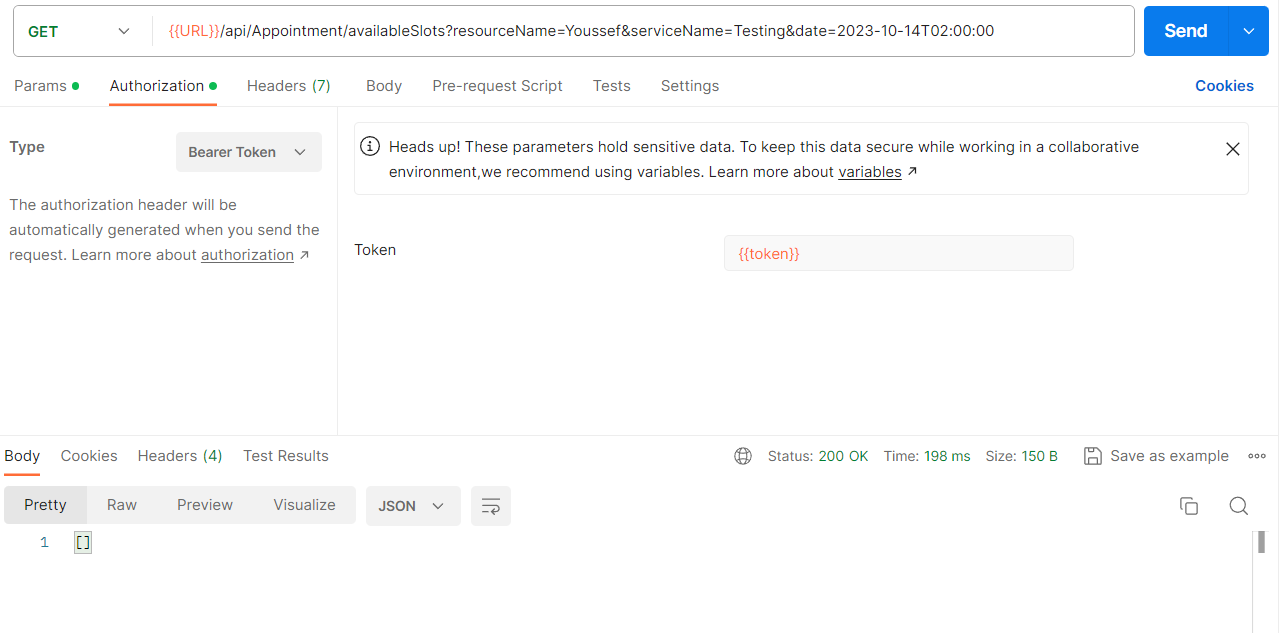 GET {{URL}}/api/Appointment/availableSlots?resourceName=Youssef&serviceName=Testing&date=2023-10-14T02:00:00 Send
Params Authorization Headers (7) Body Pre-request Script Tests Settings Cookies
Type Bearer Token
The authorization header will be
automatically generated when you send the
request. Learn more about authorization ↗
Heads up! These parameters hold sensitive data. To keep this data secure while working in a collaborative
environment,we recommend using variables. Learn more about variables ↗
Token {{token}}
Body Cookies Headers (4) Test Results Status: 200 OK Time: 198 ms Size: 150 B Save as example
Pretty Raw Preview Visualize JSON
1 []